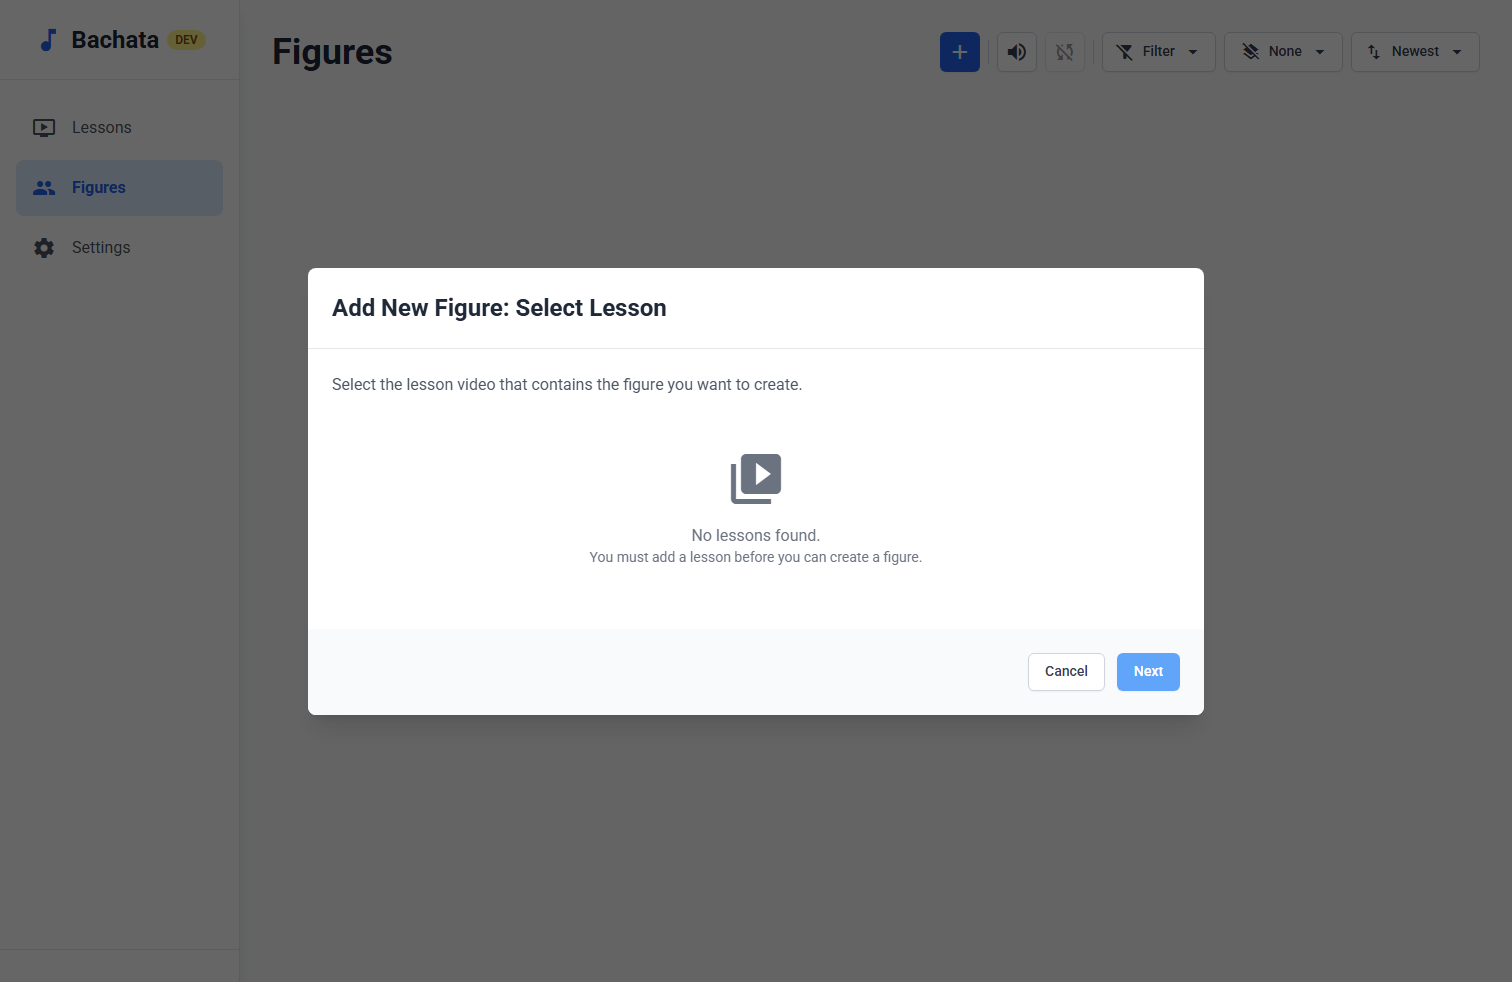 Bachata DEV
Lessons
Figures
Settings
Figures
Filter
None
Newest
Add New Figure: Select Lesson
Select the lesson video that contains the figure you want to create.
No lessons found.
You must add a lesson before you can create a figure.
Cancel
Next